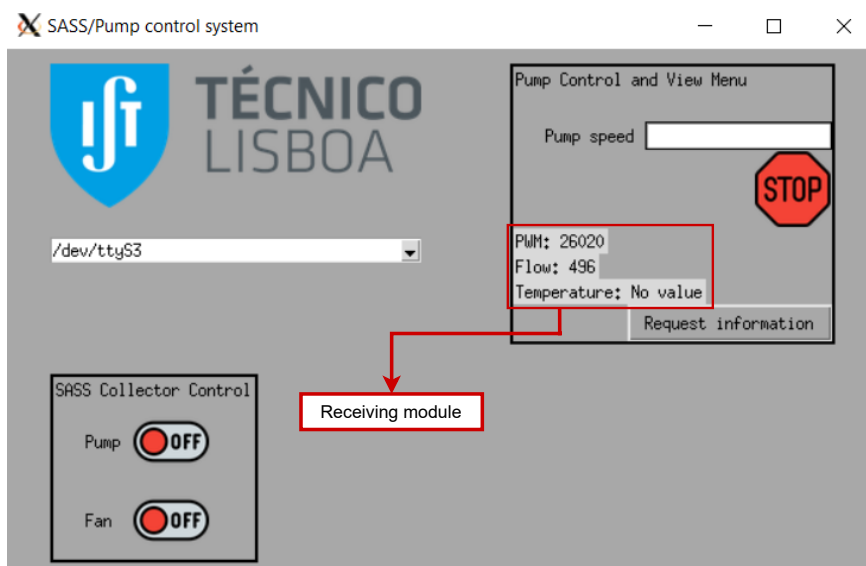 SASS/Pump control system
TÉCNICO
LISBOA
/dev/ttyS3
Pump Control and View Menu
Pump speed
STOP
PWM: 26020
Flow: 496
Temperature: No value
Request information
Receiving module
SASS Collector Control
Pump OFF
Fan OFF